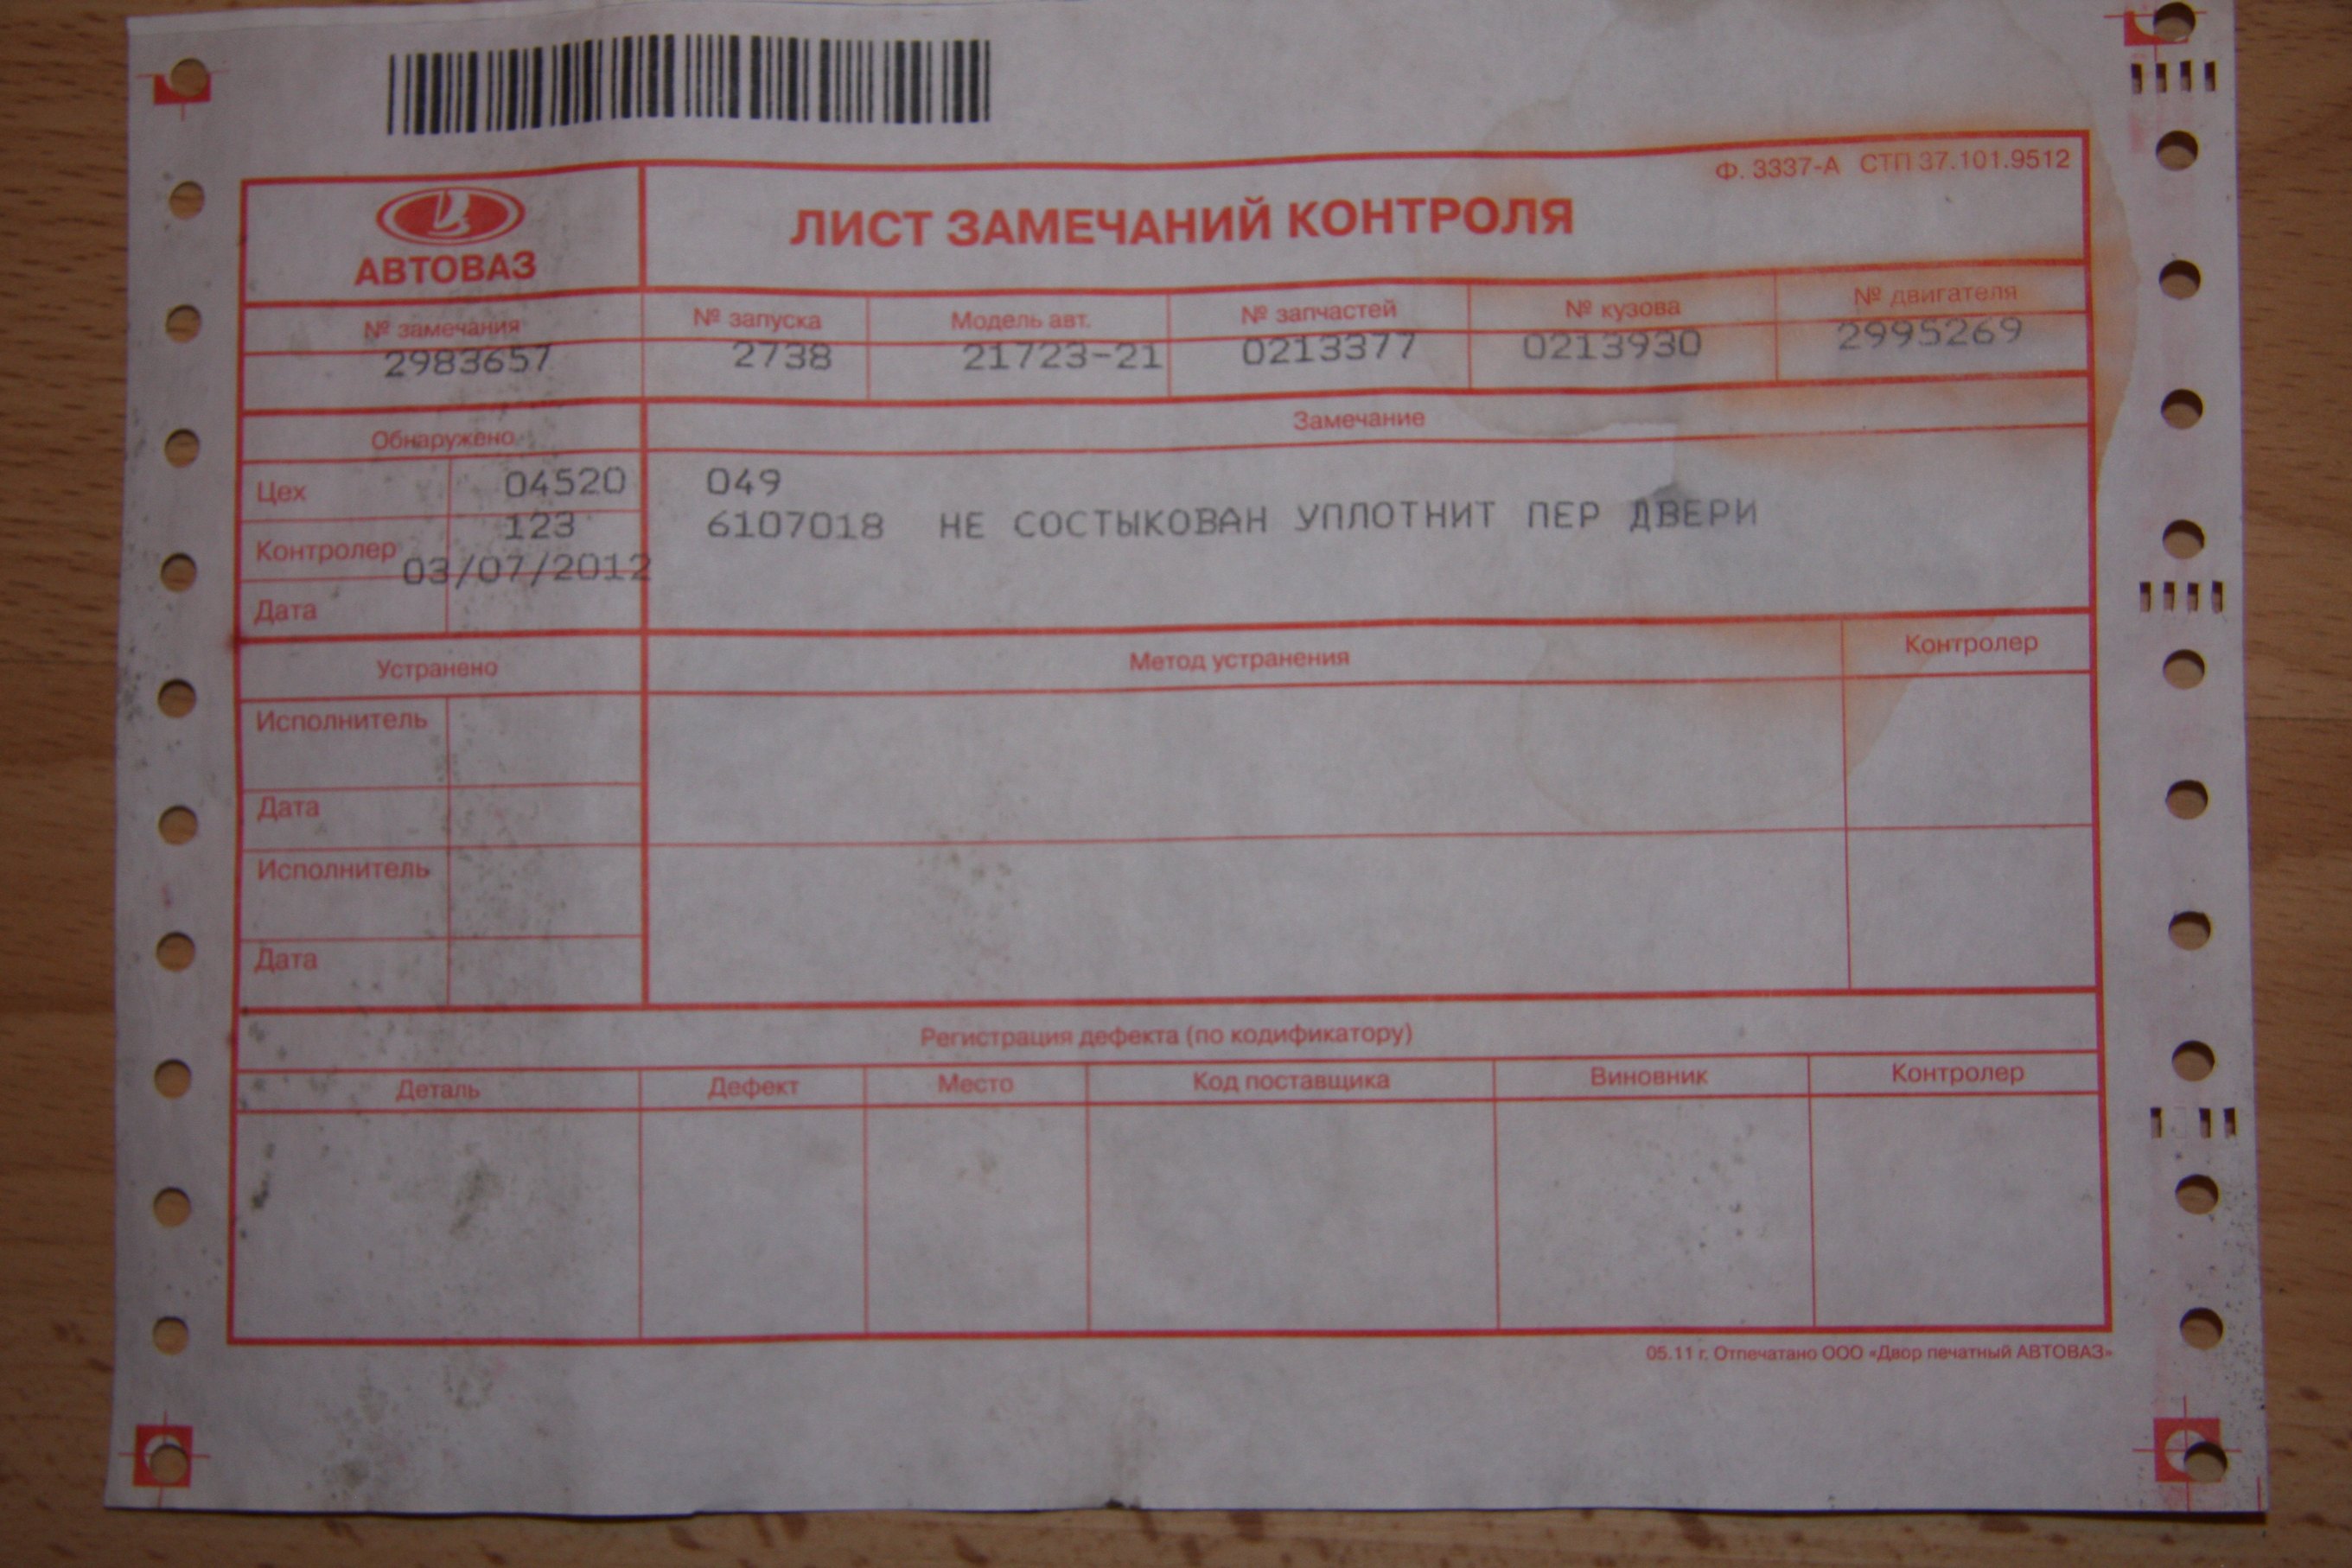 Ф. 3337-А СТП 37.101.9512
АВТОВАЗ
ЛИСТ ЗАМЕЧАНИЙ КОНТРОЛЯ
№ замечания № запуска Модель авт. № запчастей № кузова № двигателя
2983657 2738 21723-21 0213377 0213930 2995269
Обнаружено Замечание
Цех 04520 049
Контролер 123 6107018 НЕ СОСТЫКОВАН УПЛОТНИТ ПЕР ДВЕРИ
Дата 03/07/2012
Устранено Метод устранения Контролер
Исполнитель
Дата
Исполнитель
Дата
Регистрация дефекта (по кодификатору)
Деталь Дефект Место Код поставщика Виновник Контролер
05.11 г. Отпечатано ООО «Двор печатный АВТОВАЗ»